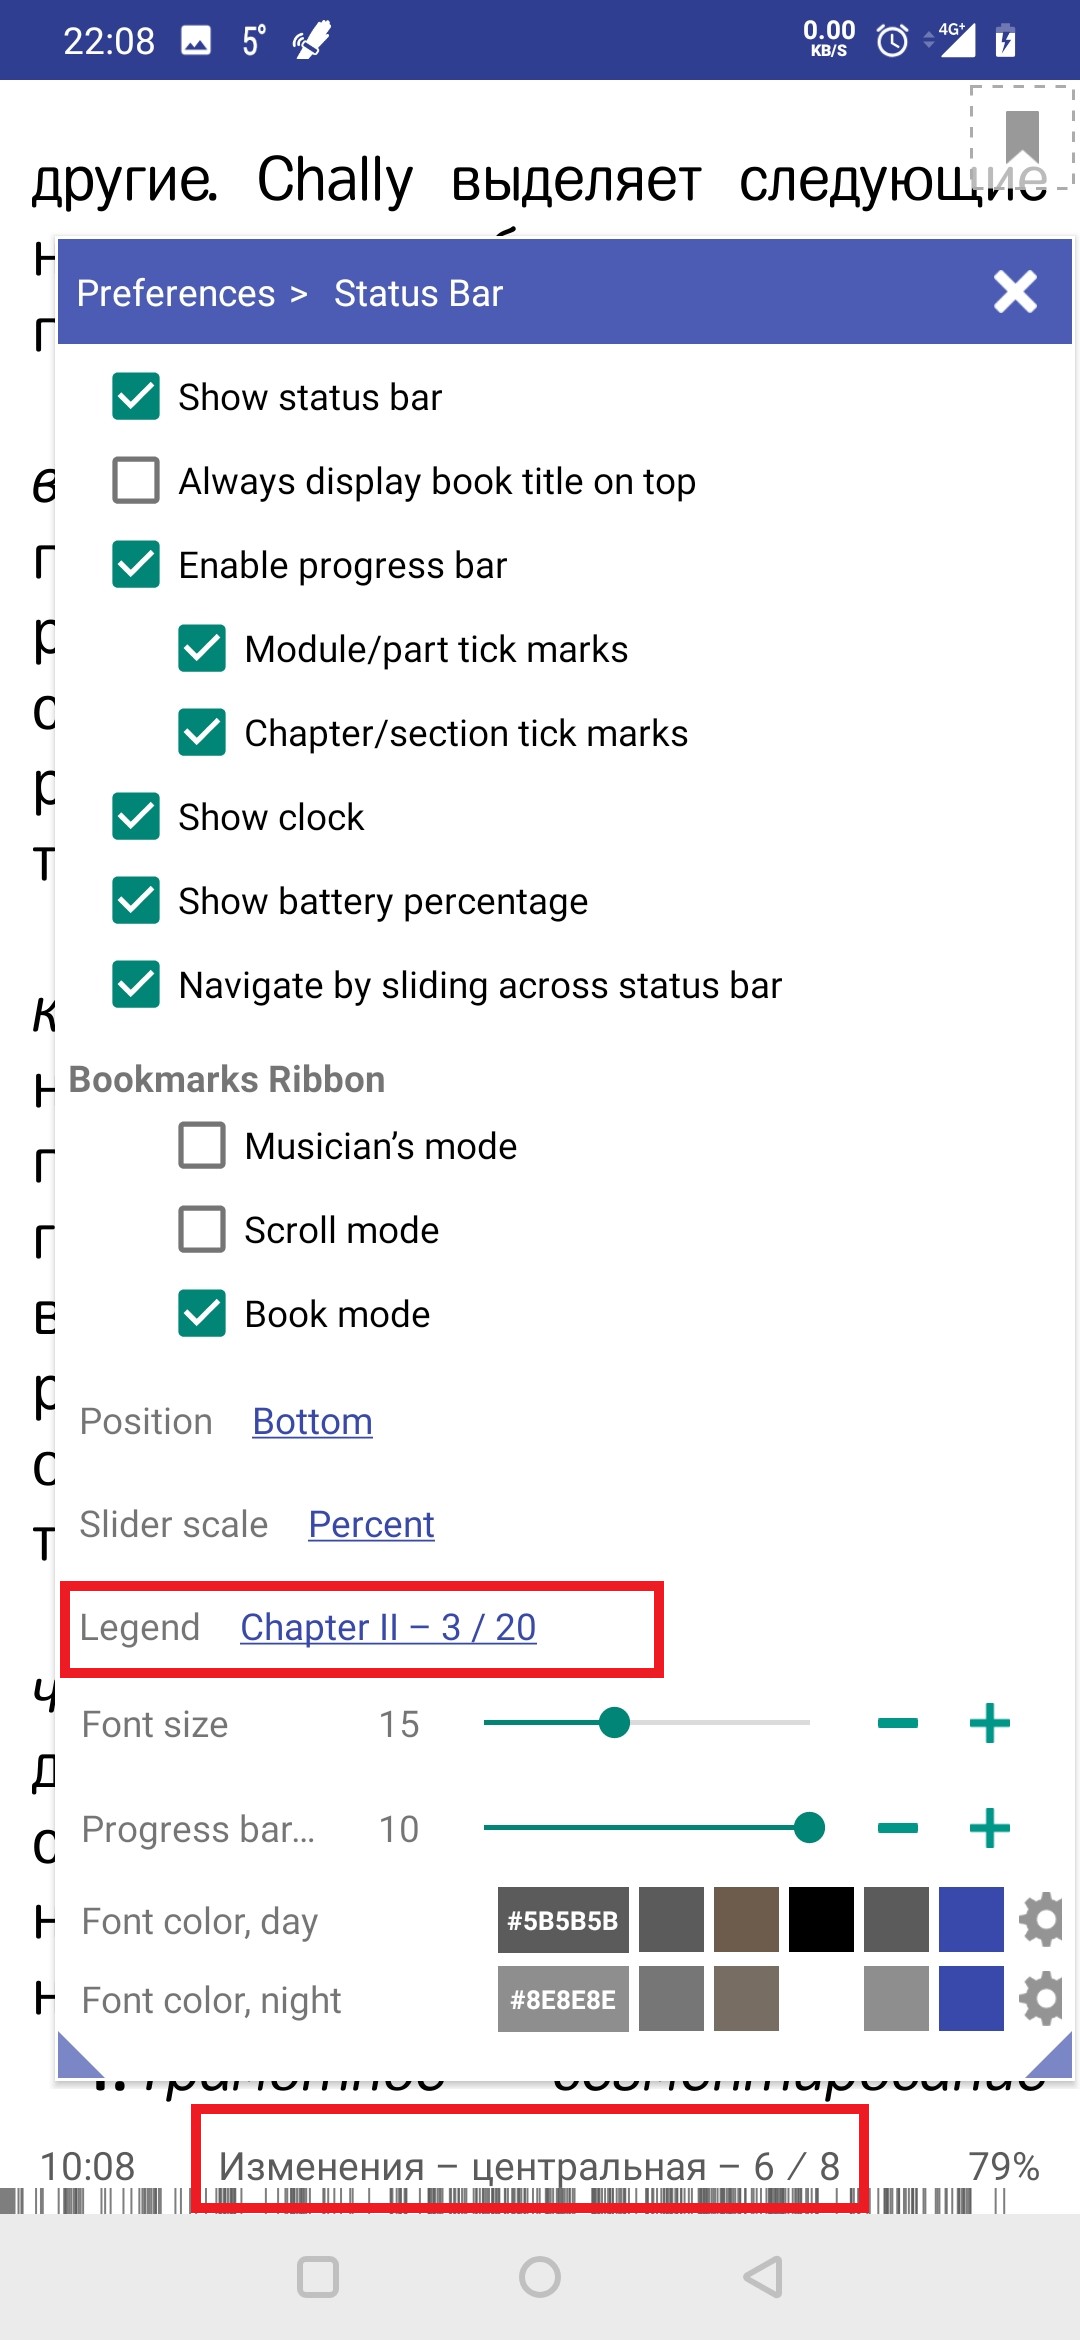 22:08 5° 0.00 KB/S 4G+
другие. Chally выделяет следующие
Preferences > Status Bar
Show status bar
Always display book title on top
Enable progress bar
Module/part tick marks
Chapter/section tick marks
Show clock
Show battery percentage
Navigate by sliding across status bar
Bookmarks Ribbon
Musician’s mode
Scroll mode
Book mode
Position Bottom
Slider scale Percent
Legend Chapter II – 3 / 20
Font size 15
Progress bar... 10
Font color, day #5B5B5B
Font color, night #8E8E8E
10:08 Изменения – центральная – 6 / 8 79%